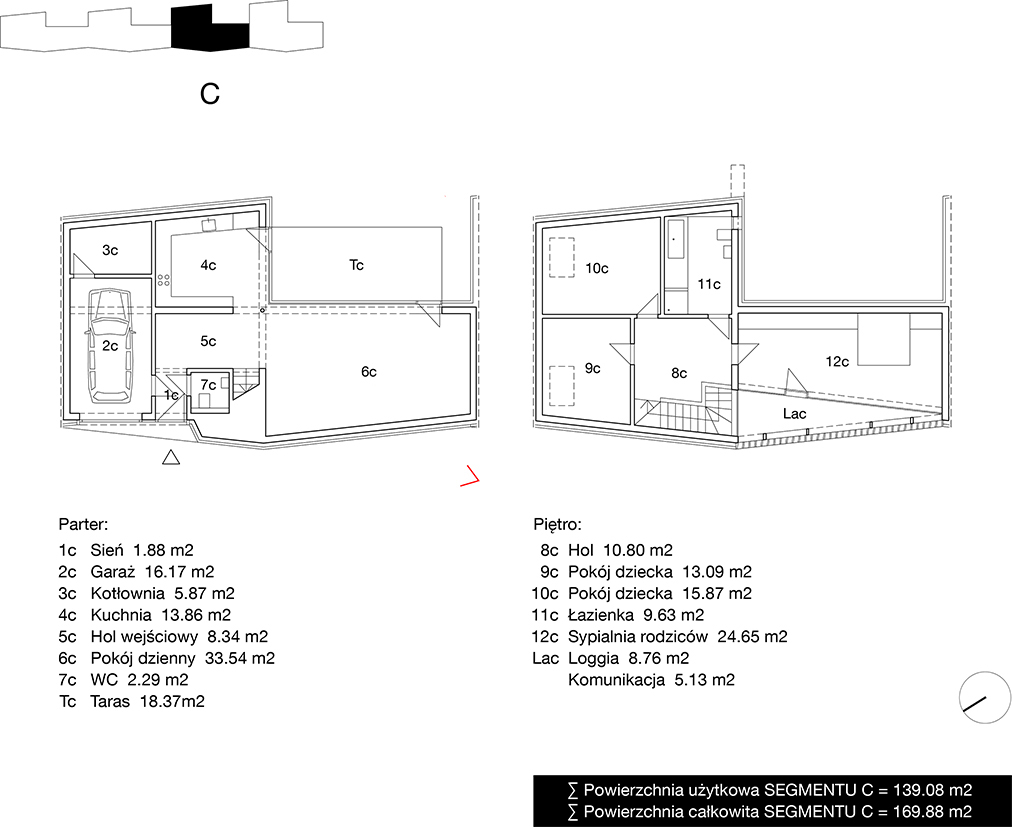 C
3c
4c
Tc
2c
5c
6c
1c
7c
10c
11c
9c
8c
12c
Lac
Parter:
1c Sień 1.88 m2
2c Garaż 16.17 m2
3c Kotłownia 5.87 m2
4c Kuchnia 13.86 m2
5c Hol wejściowy 8.34 m2
6c Pokój dzienny 33.54 m2
7c WC 2.29 m2
Tc Taras 18.37m2
Piętro:
8c Hol 10.80 m2
9c Pokój dziecka 13.09 m2
10c Pokój dziecka 15.87 m2
11c Łazienka 9.63 m2
12c Sypialnia rodziców 24.65 m2
Lac Loggia 8.76 m2
Komunikacja 5.13 m2
∑ Powierzchnia użytkowa SEGMENTU C = 139.08 m2
∑ Powierzchnia całkowita SEGMENTU C = 169.88 m2